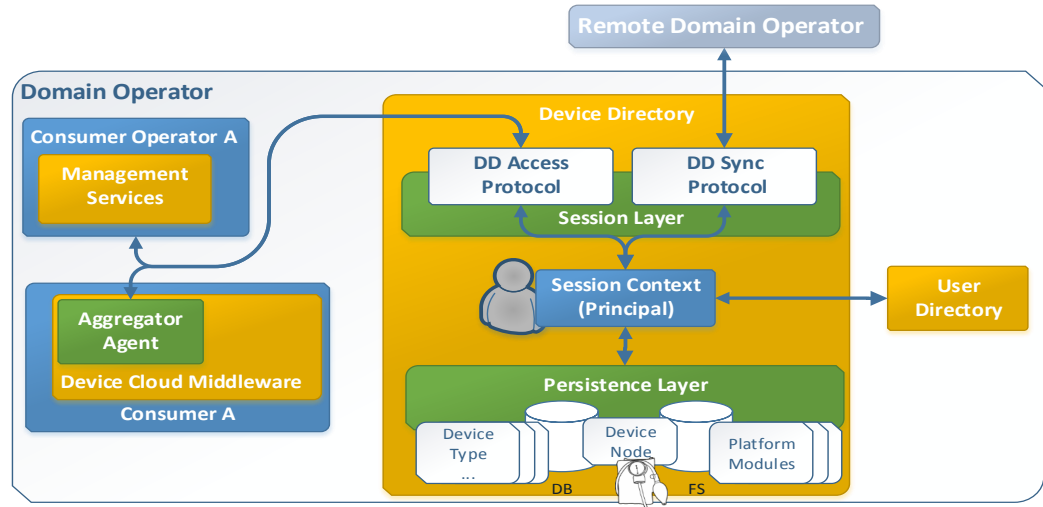 Remote Domain Operator
Domain Operator
Consumer Operator A
Management
Services
Aggregator
Agent
Device Cloud Middleware
Consumer A
Device Directory
DD Access
Protocol
DD Sync
Protocol
Session Layer
Session Context
(Principal)
User
Directory
Persistence Layer
Device
Type
...
Device
Node
Platform
Modules
DB
FS